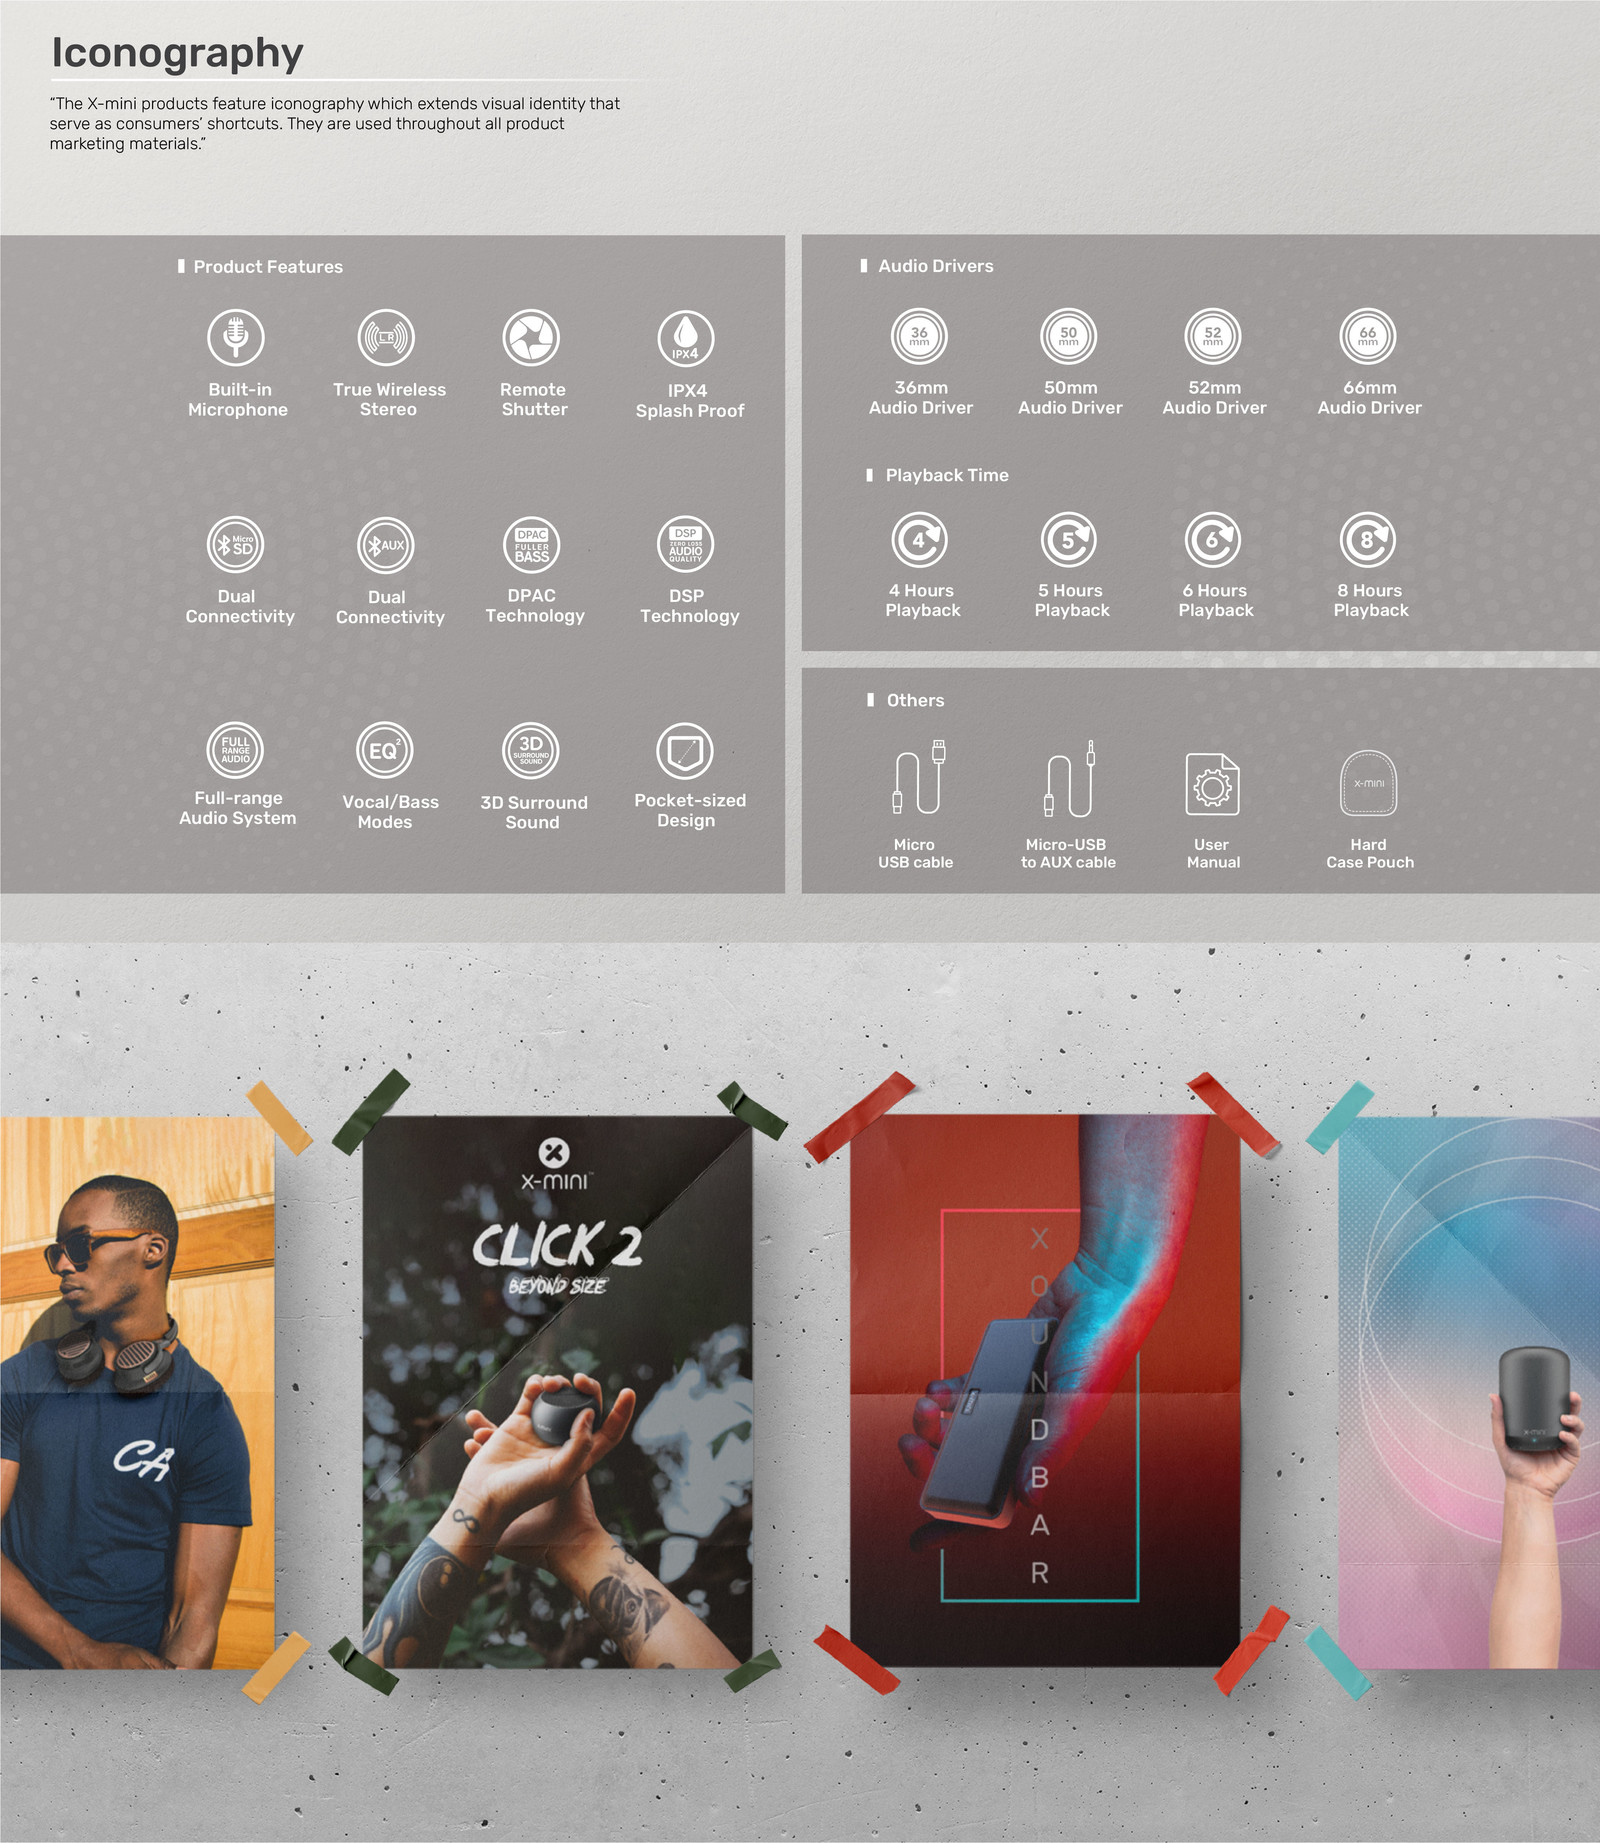 Iconography
“The X-mini products feature iconography which extends visual identity that
serve as consumers’ shortcuts. They are used throughout all product
marketing materials.”
Product Features
Built-in
Microphone
L R
True Wireless
Stereo
Remote
Shutter
IPX4
IPX4
Splash Proof
Micro
SD
Dual
Connectivity
AUX
Dual
Connectivity
DPAC
FULLER
BASS
DPAC
Technology
DSP
ZERO LOSS
AUDIO
QUALITY
DSP
Technology
FULL
RANGE
AUDIO
Full-range
Audio System
EQ²
Vocal/Bass
Modes
3D
SURROUND
SOUND
3D Surround
Sound
Pocket-sized
Design
Audio Drivers
36
mm
36mm
Audio Driver
50
mm
50mm
Audio Driver
52
mm
52mm
Audio Driver
66
mm
66mm
Audio Driver
Playback Time
4
4 Hours
Playback
5
5 Hours
Playback
6
6 Hours
Playback
8
8 Hours
Playback
Others
Micro
USB cable
Micro-USB
to AUX cable
User
Manual
x-mini
Hard
Case Pouch
CA
x-mini™
CLICK 2
BEYOND SIZE
X
O
U
N
D
B
A
R
x-mini